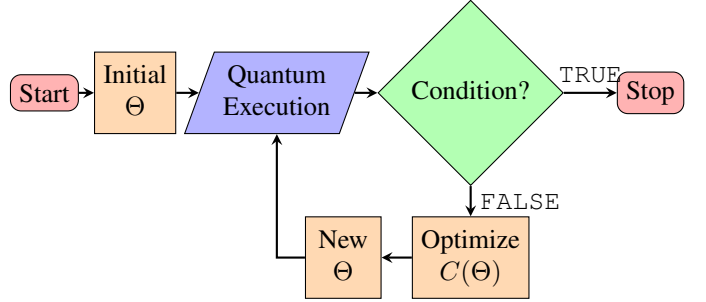 Start
Initial
Θ
Quantum
Execution
Condition?
TRUE
Stop
FALSE
Optimize
C(Θ)
New
Θ